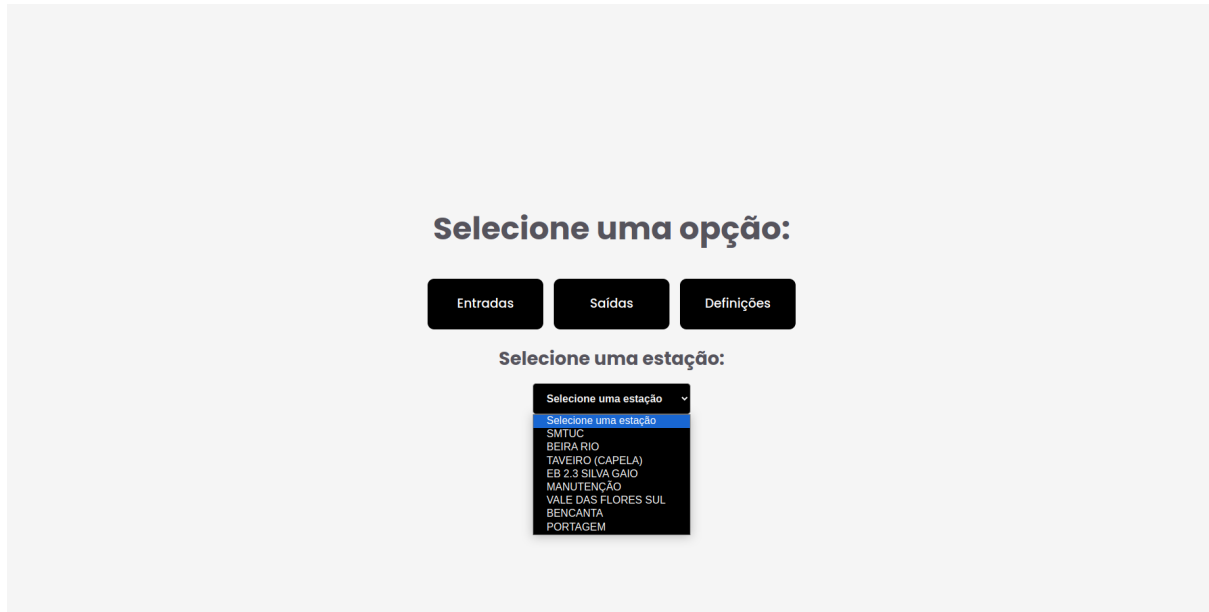 Selecione uma opção:
Entradas Saídas Definições
Selecione uma estação:
Selecione uma estação
Selecione uma estação
SMTUC
BEIRA RIO
TAVEIRO (CAPELA)
EB 2.3 SILVA GAIO
MANUTENÇÃO
VALE DAS FLORES SUL
BENCANTA
PORTAGEM